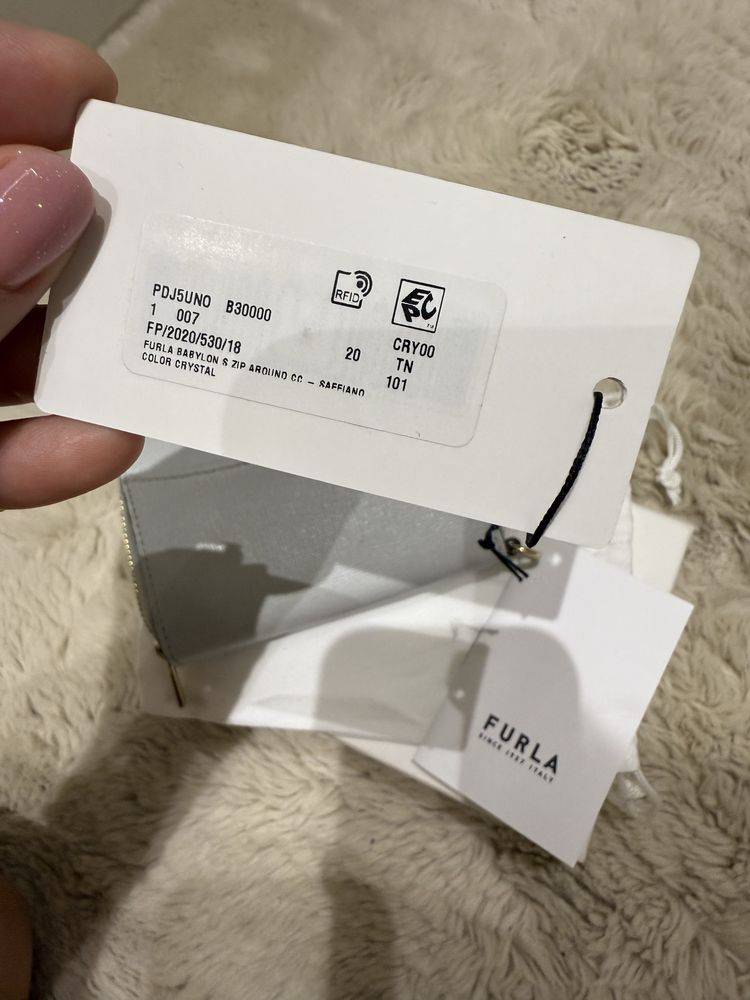 PDJ5UNO B30000
1 007
FP/2020/530/18
FURLA BABYLON S ZIP AROUND CC - SAFFIANO
COLOR CRYSTAL
RFID
EPC
TM
CRY00
20 TN
101
FURLA
SINCE 1927 ITALY